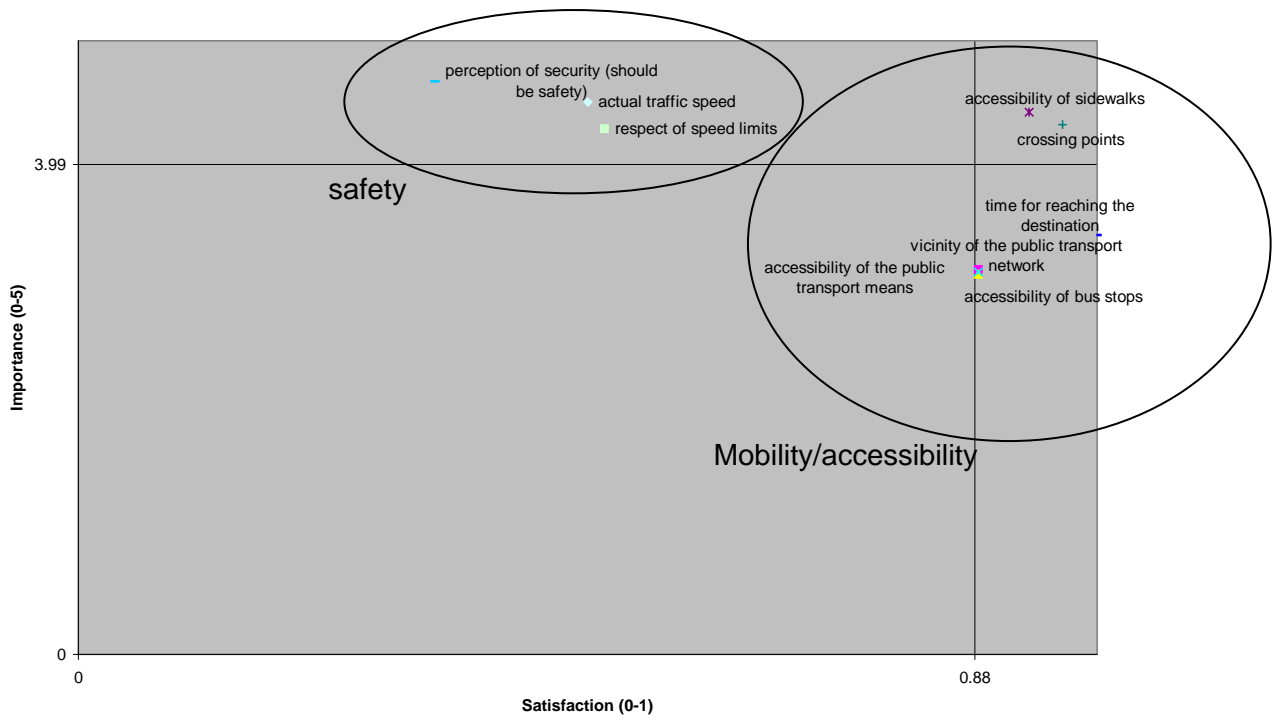 perception of security (should
be safety)
actual traffic speed
respect of speed limits
accessibility of sidewalks
crossing points
3.99
safety
time for reaching the
destination
vicinity of the public transport
network
accessibility of the public
transport means
accessibility of bus stops
Importance (0-5)
Mobility/accessibility
0
0
0.88
Satisfaction (0-1)